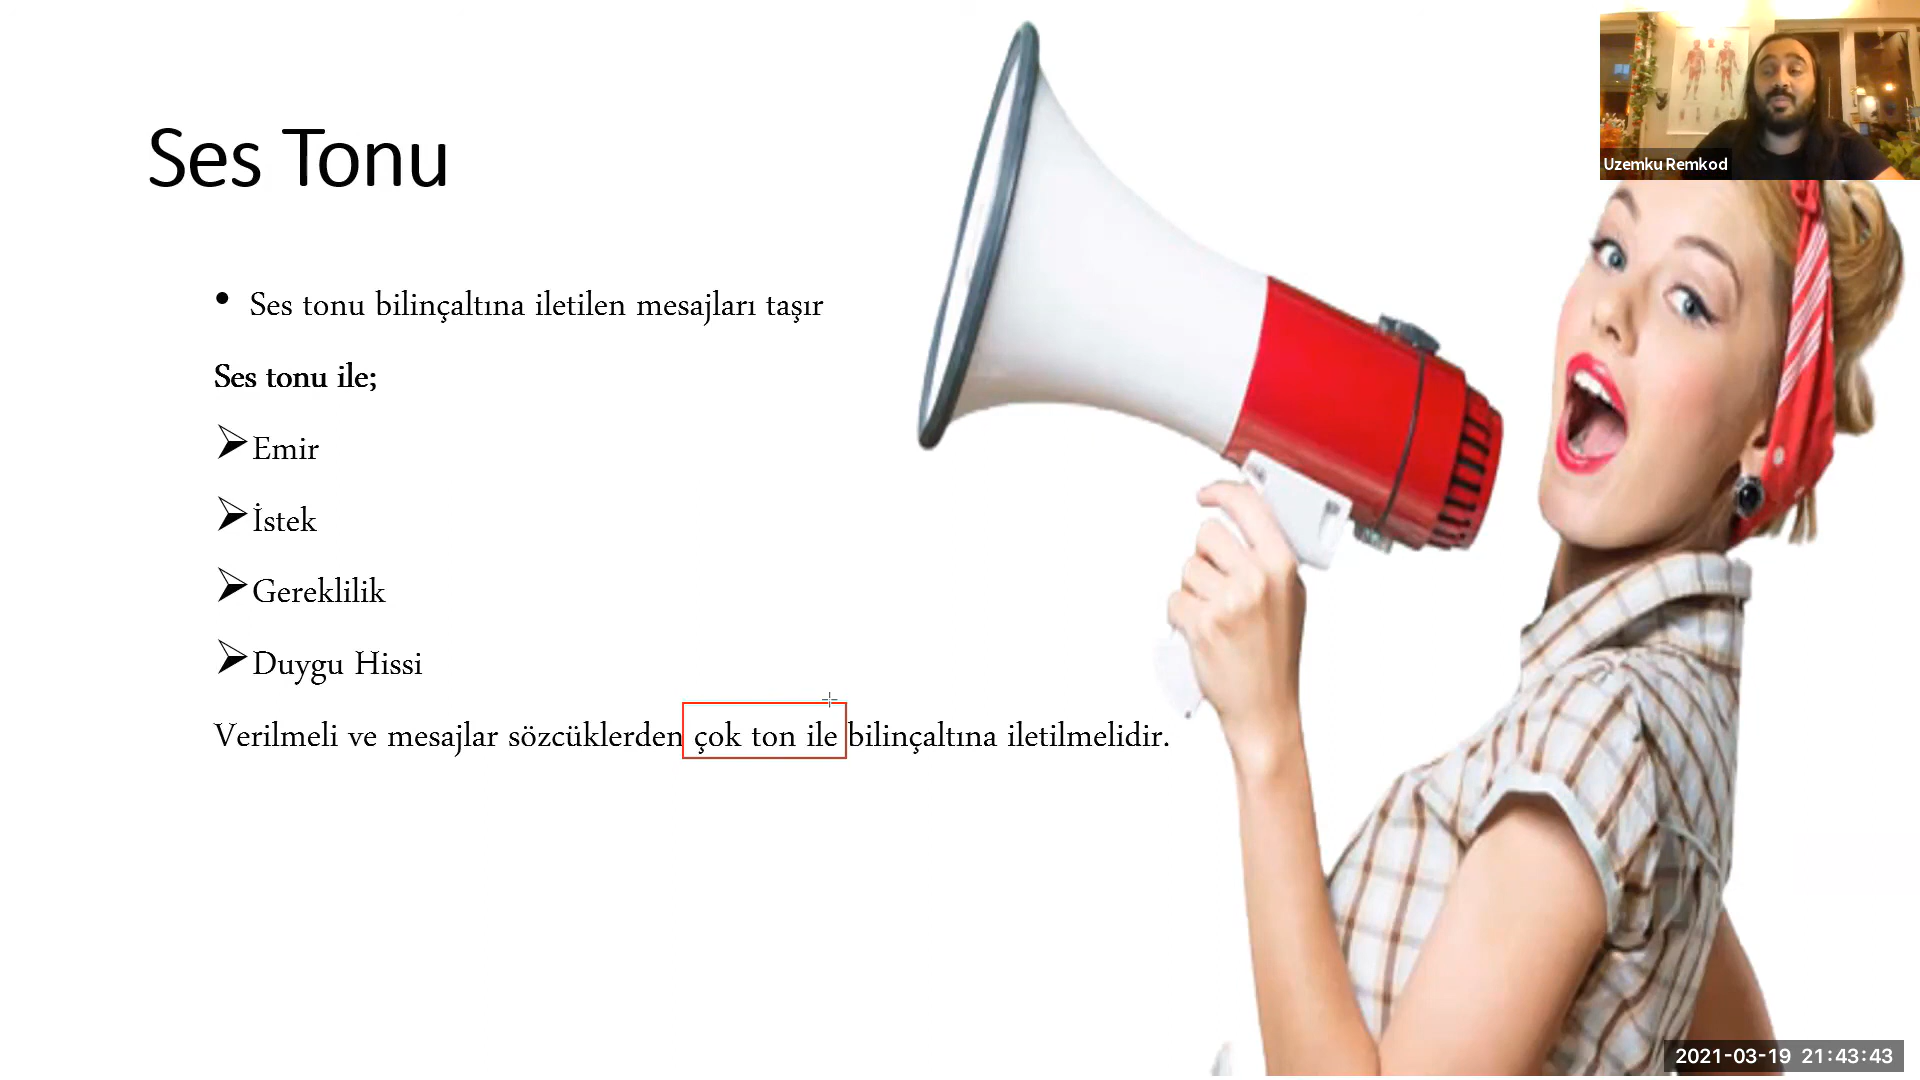 Uzemku Remkod
Ses Tonu
• Ses tonu bilinçaltına iletilen mesajları taşır
Ses tonu ile;
➢Emir
➢İstek
➢Gereklilik
➢Duygu Hissi
Verilmeli ve mesajlar sözcüklerden çok ton ile bilinçaltına iletilmelidir.
2021-03-19 21:43:43